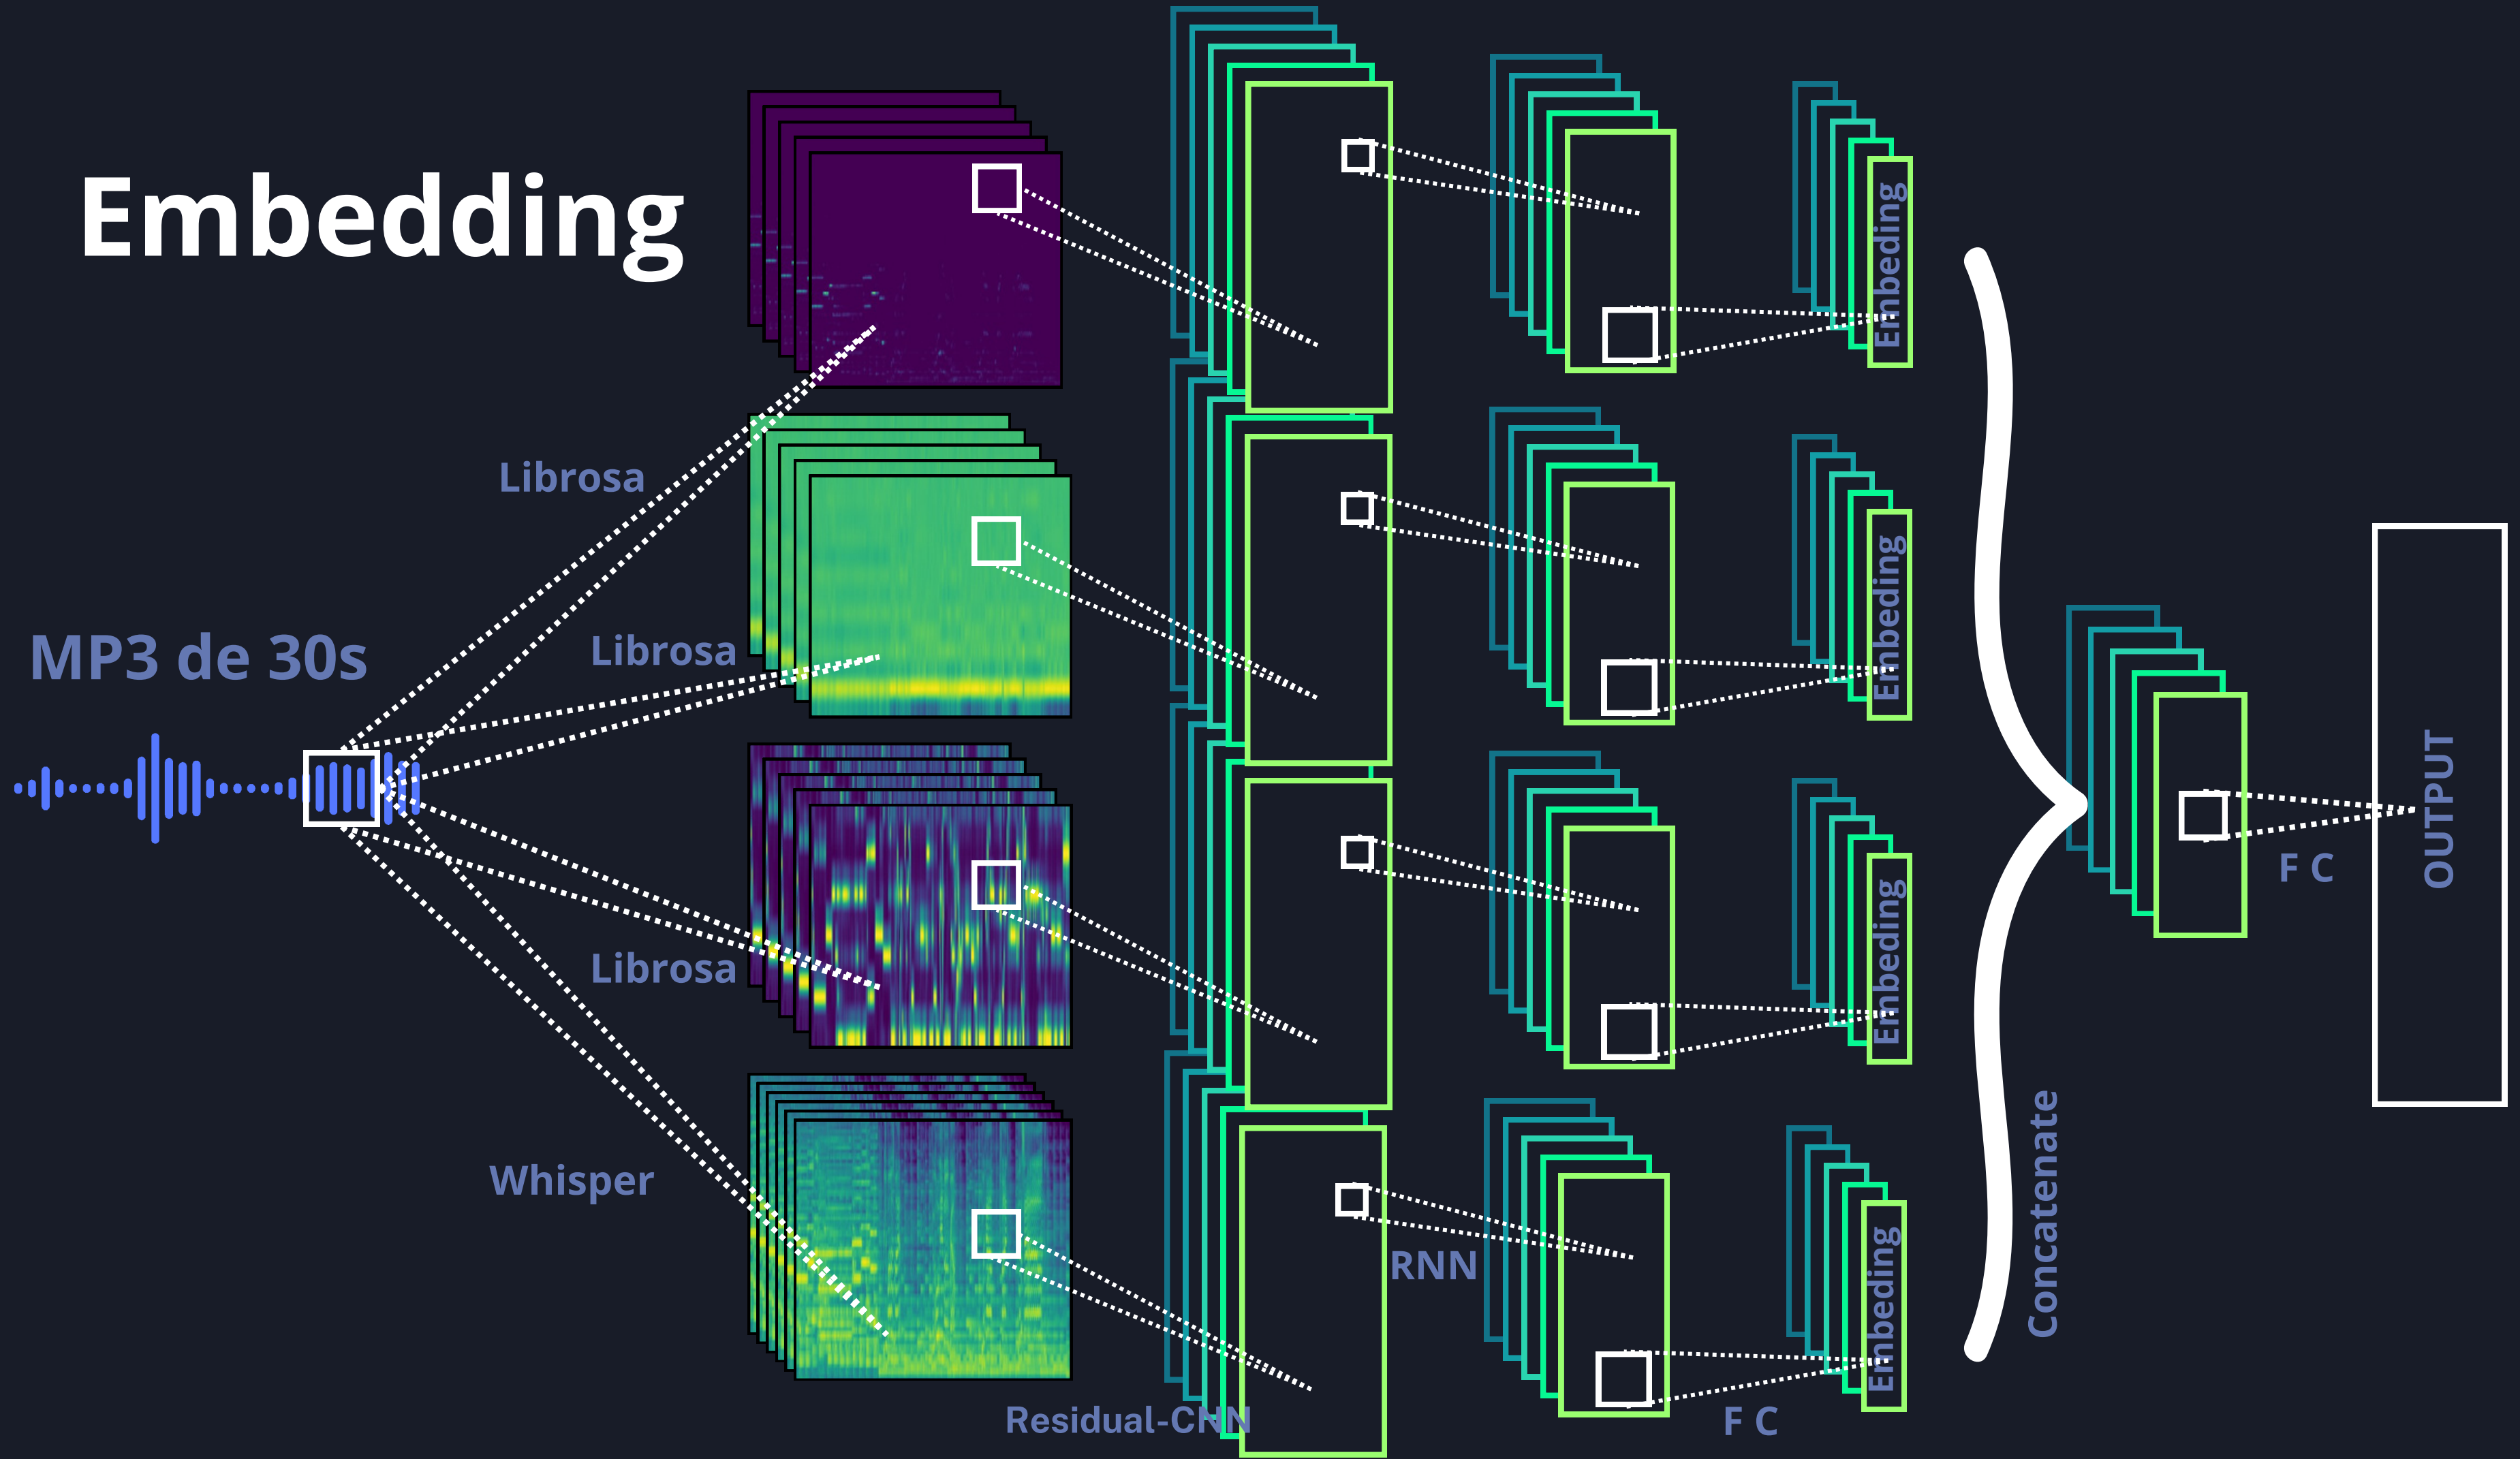 Embedding
MP3 de 30s
Librosa
Librosa
Librosa
Whisper
Residual-CNN
RNN
F C
Embeding
Embeding
Embeding
Embeding
Concatenate
F C
OUTPUT